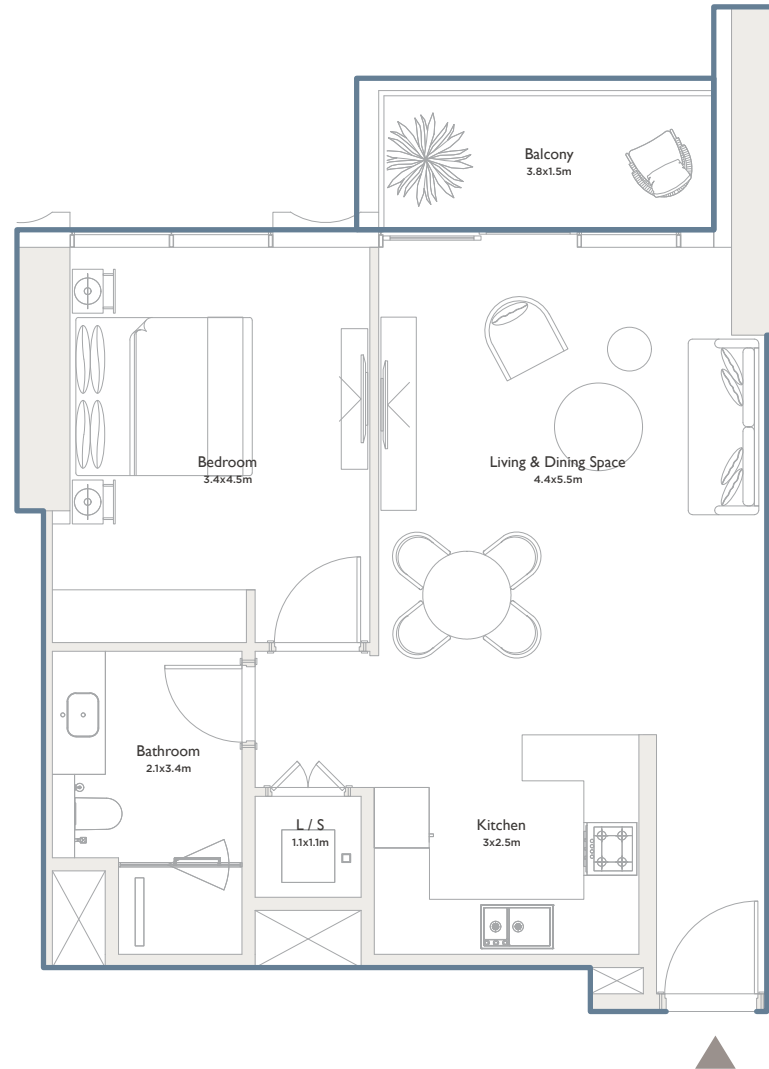 Balcony
3.8x1.5m
Bedroom
3.4x4.5m
Living & Dining Space
4.4x5.5m
Bathroom
2.1x3.4m
L / S
1.1x1.1m
Kitchen
3x2.5m